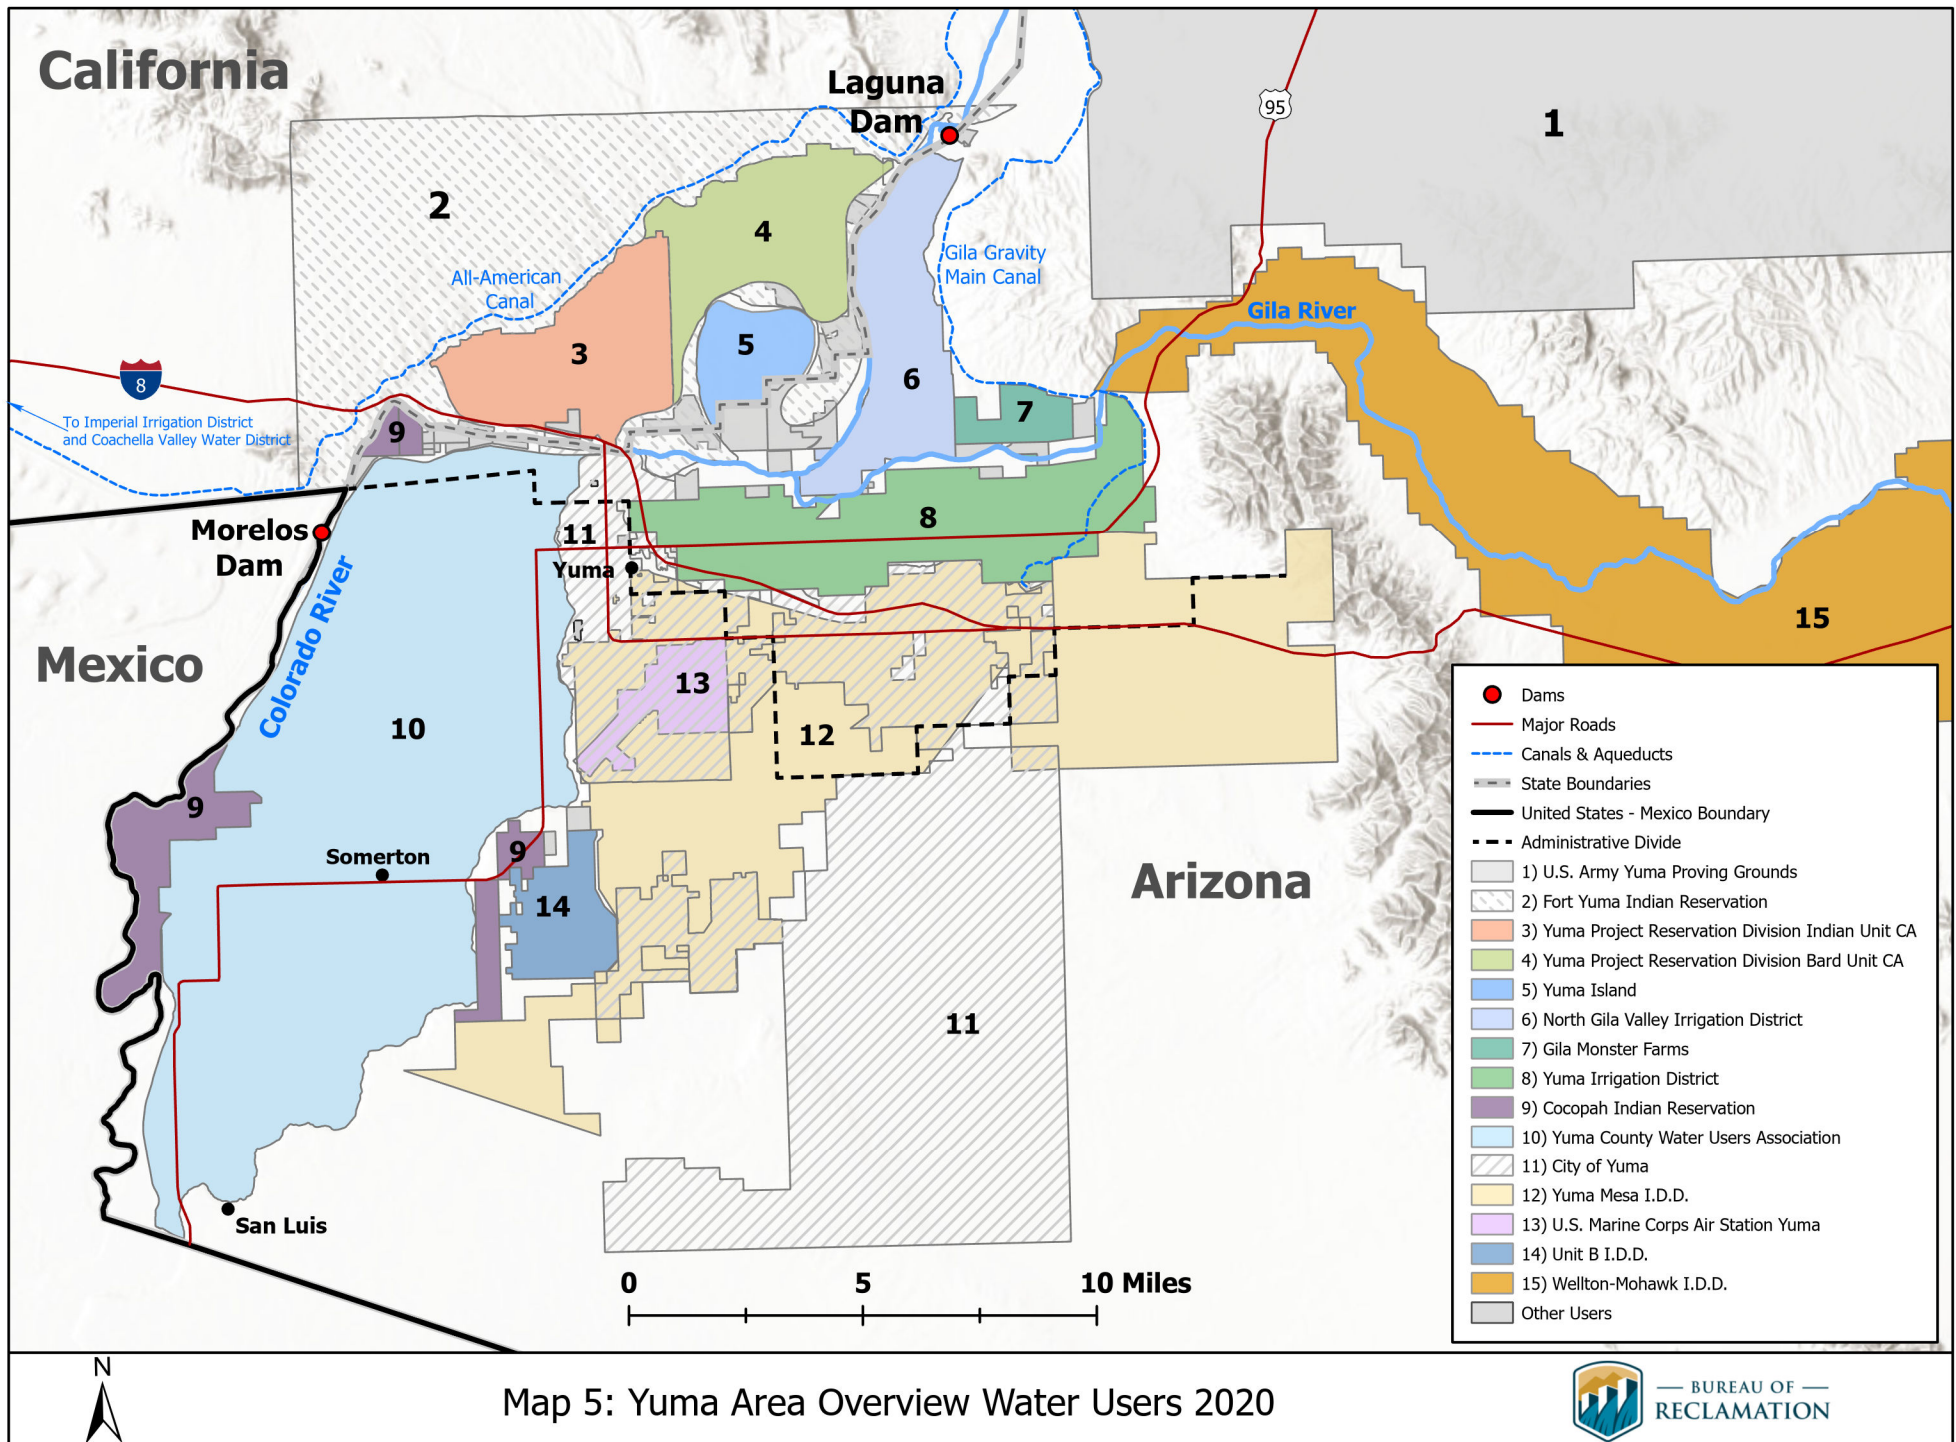 California
Laguna
Dam
95
1
2
4
All-American
Canal
Gila Gravity
Main Canal
Gila River
3
5
6
8
7
To Imperial Irrigation District
and Coachella Valley Water District
9
Morelos
Dam
11
8
Yuma
Colorado River
15
Mexico
13
10
12
9
Somerton
9
14
Arizona
11
San Luis
0 5 10 Miles
Dams
Major Roads
Canals & Aqueducts
State Boundaries
United States - Mexico Boundary
Administrative Divide
1) U.S. Army Yuma Proving Grounds
2) Fort Yuma Indian Reservation
3) Yuma Project Reservation Division Indian Unit CA
4) Yuma Project Reservation Division Bard Unit CA
5) Yuma Island
6) North Gila Valley Irrigation District
7) Gila Monster Farms
8) Yuma Irrigation District
9) Cocopah Indian Reservation
10) Yuma County Water Users Association
11) City of Yuma
12) Yuma Mesa I.D.D.
13) U.S. Marine Corps Air Station Yuma
14) Unit B I.D.D.
15) Wellton-Mohawk I.D.D.
Other Users
N
Map 5: Yuma Area Overview Water Users 2020
BUREAU OF
RECLAMATION